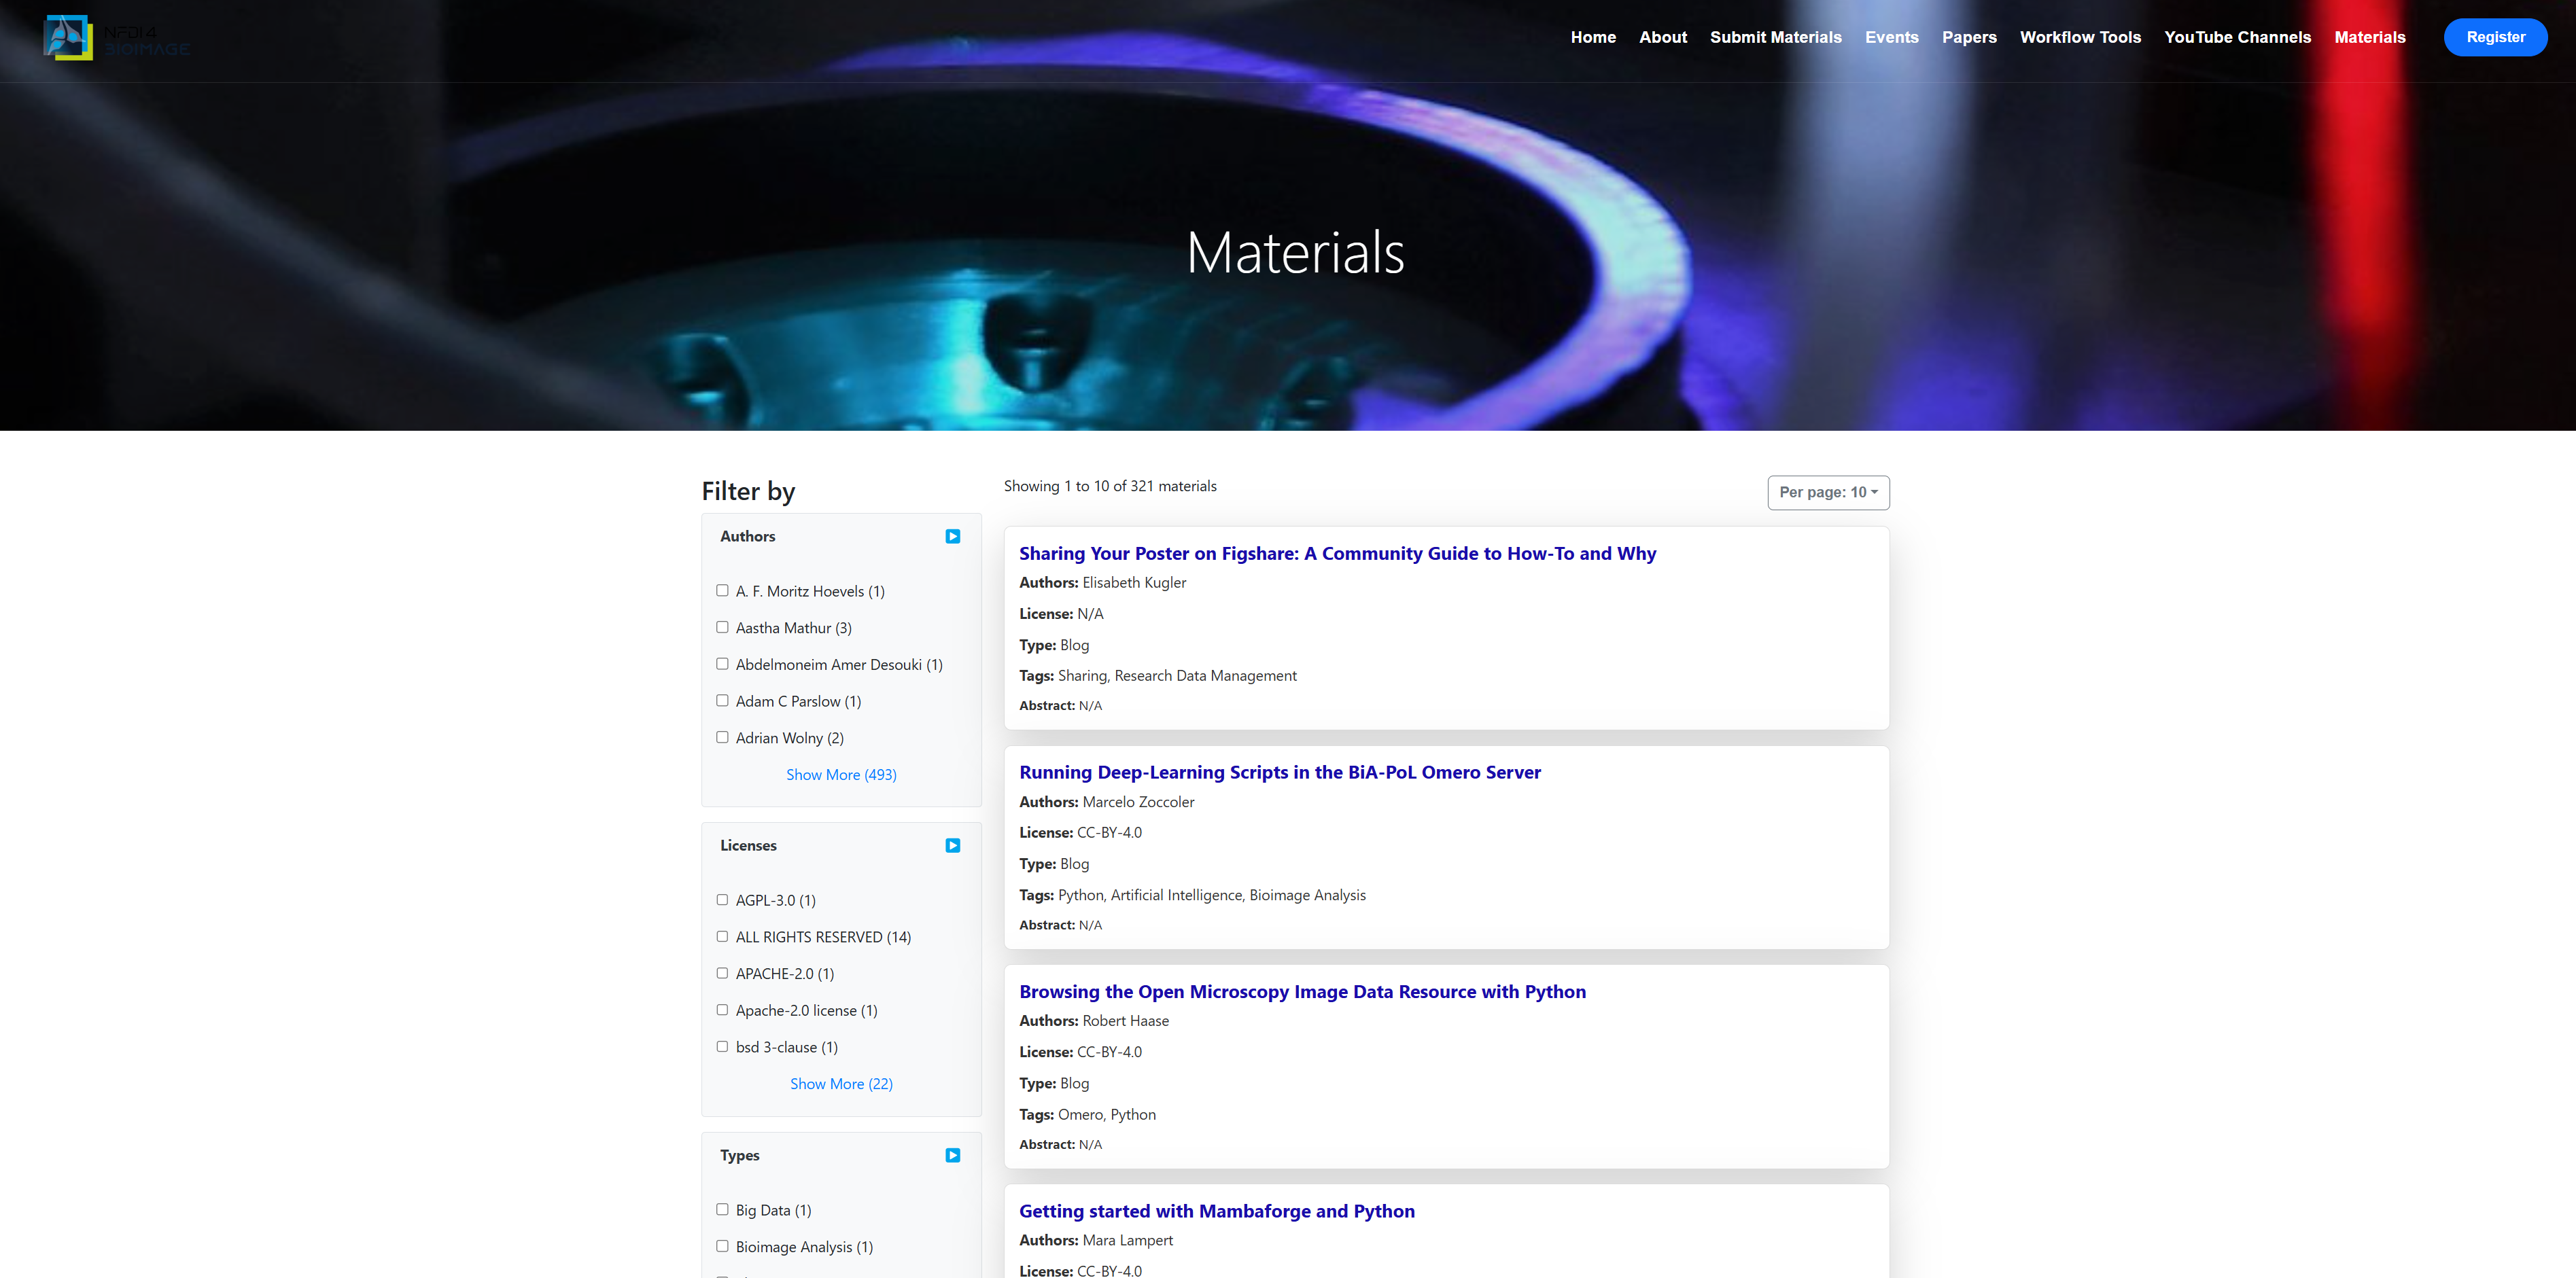 NFDI 4
BIOIMAGE
Home About Submit Materials Events Papers Workflow Tools YouTube Channels Materials Register
Materials
Filter by
Authors
A. F. Moritz Hoevels (1)
Aastha Mathur (3)
Abdelmoneim Amer Desouki (1)
Adam C Parslow (1)
Adrian Wolny (2)
Show More (493)
Licenses
AGPL-3.0 (1)
ALL RIGHTS RESERVED (14)
APACHE-2.0 (1)
Apache-2.0 license (1)
bsd 3-clause (1)
Show More (22)
Types
Big Data (1)
Bioimage Analysis (1)
Showing 1 to 10 of 321 materials
Per page: 10
Sharing Your Poster on Figshare: A Community Guide to How-To and Why
Authors: Elisabeth Kugler
License: N/A
Type: Blog
Tags: Sharing, Research Data Management
Abstract: N/A
Running Deep-Learning Scripts in the BiA-PoL Omero Server
Authors: Marcelo Zoccoler
License: CC-BY-4.0
Type: Blog
Tags: Python, Artificial Intelligence, Bioimage Analysis
Abstract: N/A
Browsing the Open Microscopy Image Data Resource with Python
Authors: Robert Haase
License: CC-BY-4.0
Type: Blog
Tags: Omero, Python
Abstract: N/A
Getting started with Mambaforge and Python
Authors: Mara Lampert
License: CC-BY-4.0